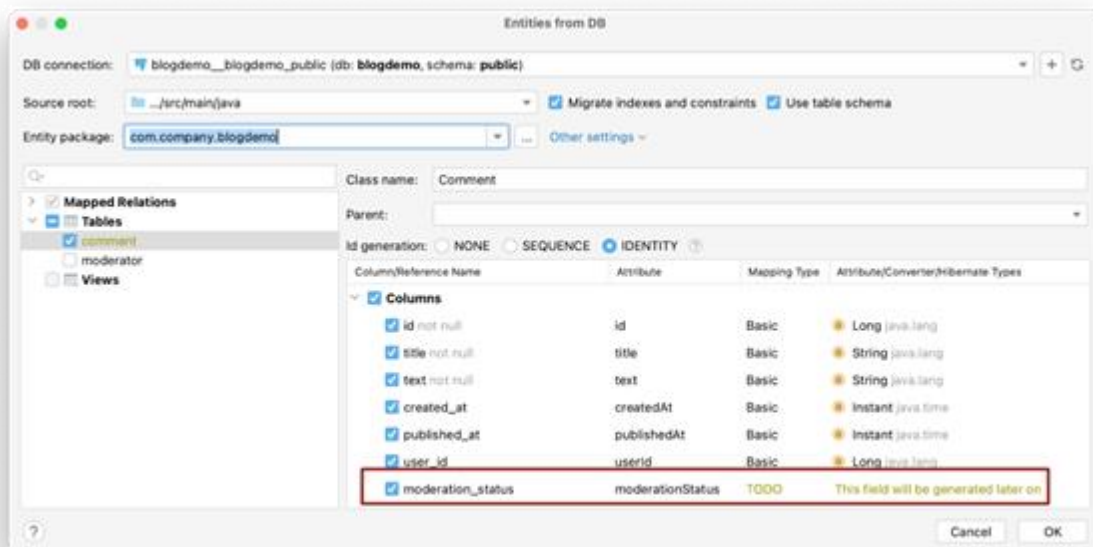 Entities from DB
DB connection: blogdemo__blogdemo_public (db: blogdemo, schema: public)
Source root: .../src/main/java Migrate indexes and constraints Use table schema
Entity package: com.company.blogdemo ... Other settings
Mapped Relations
Tables
comment
moderator
Views
Class name: Comment
Parent:
Id generation: NONE SEQUENCE IDENTITY ?
Column/Reference Name Attribute Mapping Type Attribute/Converter/Hibernate Types
Columns
id not null id Basic Long java.lang
title not null title Basic String java.lang
text not null text Basic String java.lang
created_at createdAt Basic Instant java.time
published_at publishedAt Basic Instant java.time
user_id userId Basic Long java.lang
moderation_status moderationStatus TODO This field will be generated later on
? Cancel OK